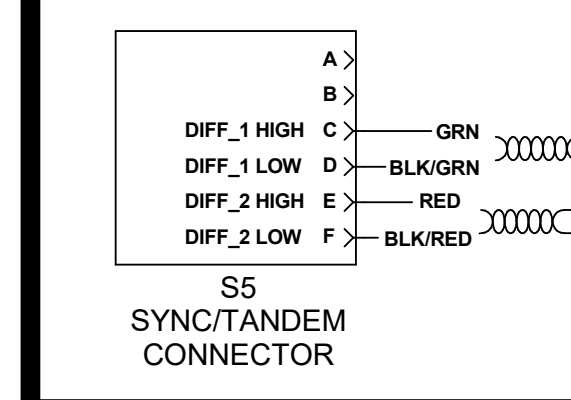 A
B
DIFF_1 HIGH C GRN
DIFF_1 LOW D BLK/GRN
DIFF_2 HIGH E RED
DIFF_2 LOW F BLK/RED
S5
SYNC/TANDEM
CONNECTOR